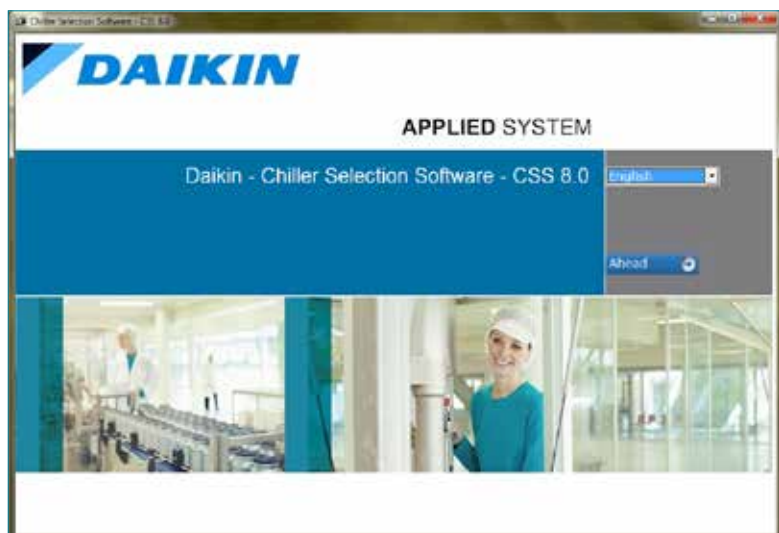 Chiller Selection Software - CSS 8.0
DAIKIN
APPLIED SYSTEM
Daikin - Chiller Selection Software - CSS 8.0
English
Ahead